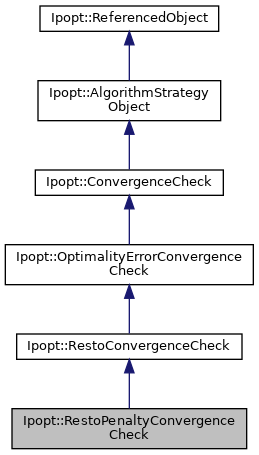 Ipopt::ReferencedObject
Ipopt::AlgorithmStrategy
Object
Ipopt::ConvergenceCheck
Ipopt::OptimalityErrorConvergence
Check
Ipopt::RestoConvergenceCheck
Ipopt::RestoPenaltyConvergence
Check